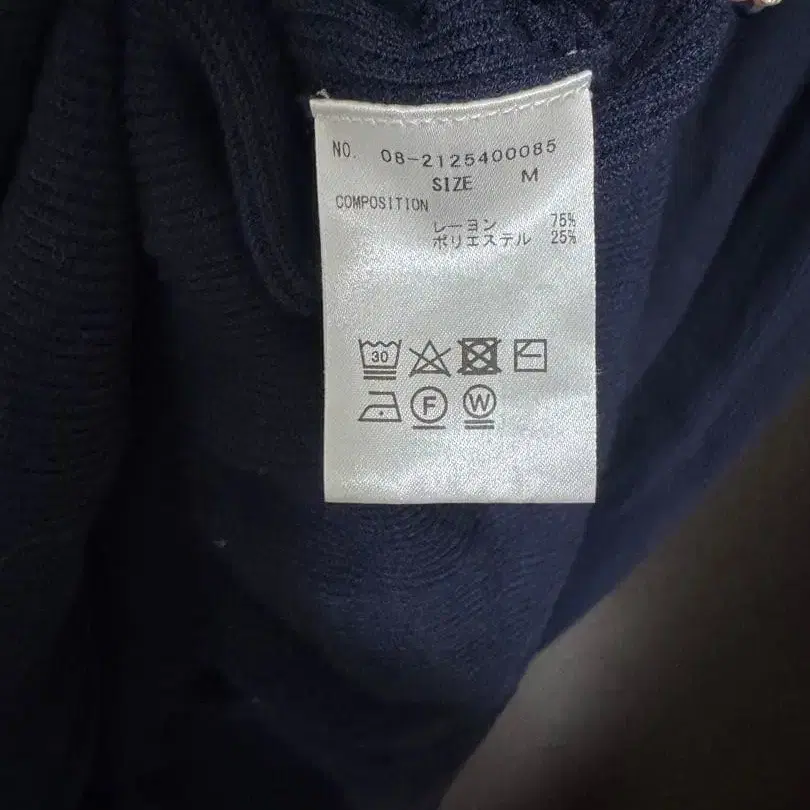 NO. 08-2125400085
SIZE M
COMPOSITION
レーヨン 75%
ポリエステル 25%
30
F W